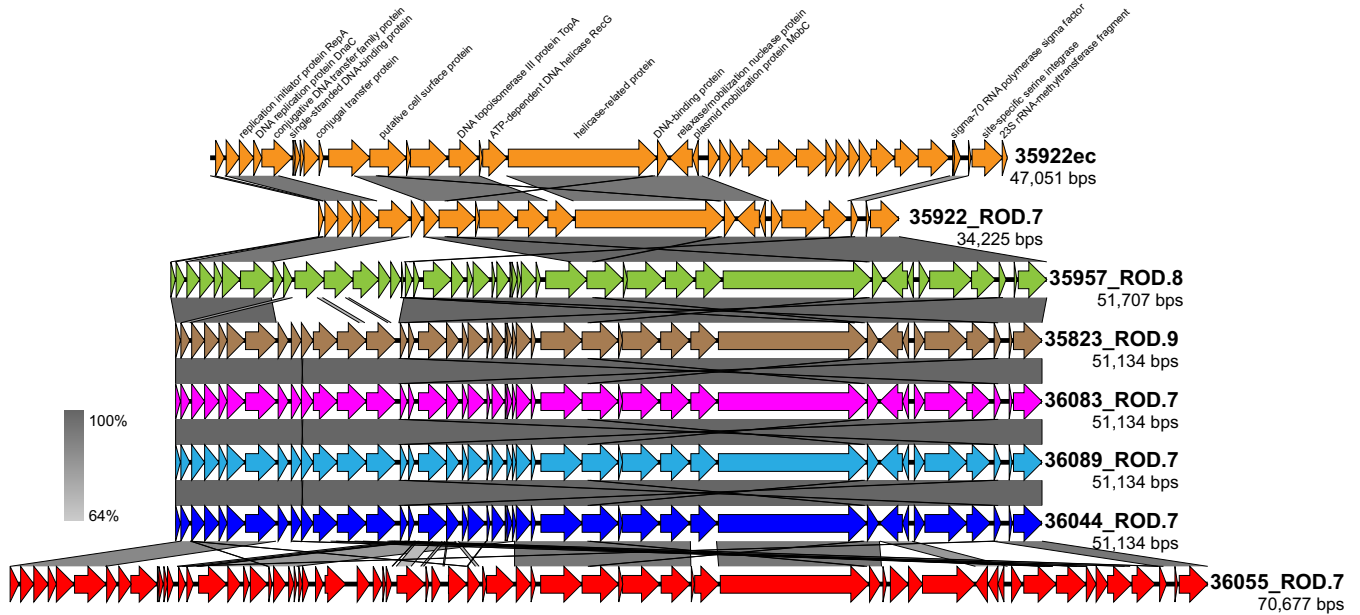 replication initiator protein RepA
DNA replication protein DnaC
conjugative DNA transfer family protein
single-stranded DNA-binding protein
conjugal transfer protein
putative cell surface protein
DNA topoisomerase III protein TopA
ATP-dependent DNA helicase RecG
helicase-related protein
DNA-binding protein
relaxase/mobilization nuclease protein
plasmid mobilization protein MobC
sigma-70 RNA polymerase sigma factor
site-specific serine integrase
23S rRNA-methyltransferase fragment
35922ec
47,051 bps
35922_ROD.7
34,225 bps
35957_ROD.8
51,707 bps
35823_ROD.9
51,134 bps
36083_ROD.7
51,134 bps
100%
36089_ROD.7
51,134 bps
64%
36044_ROD.7
51,134 bps
36055_ROD.7
70,677 bps